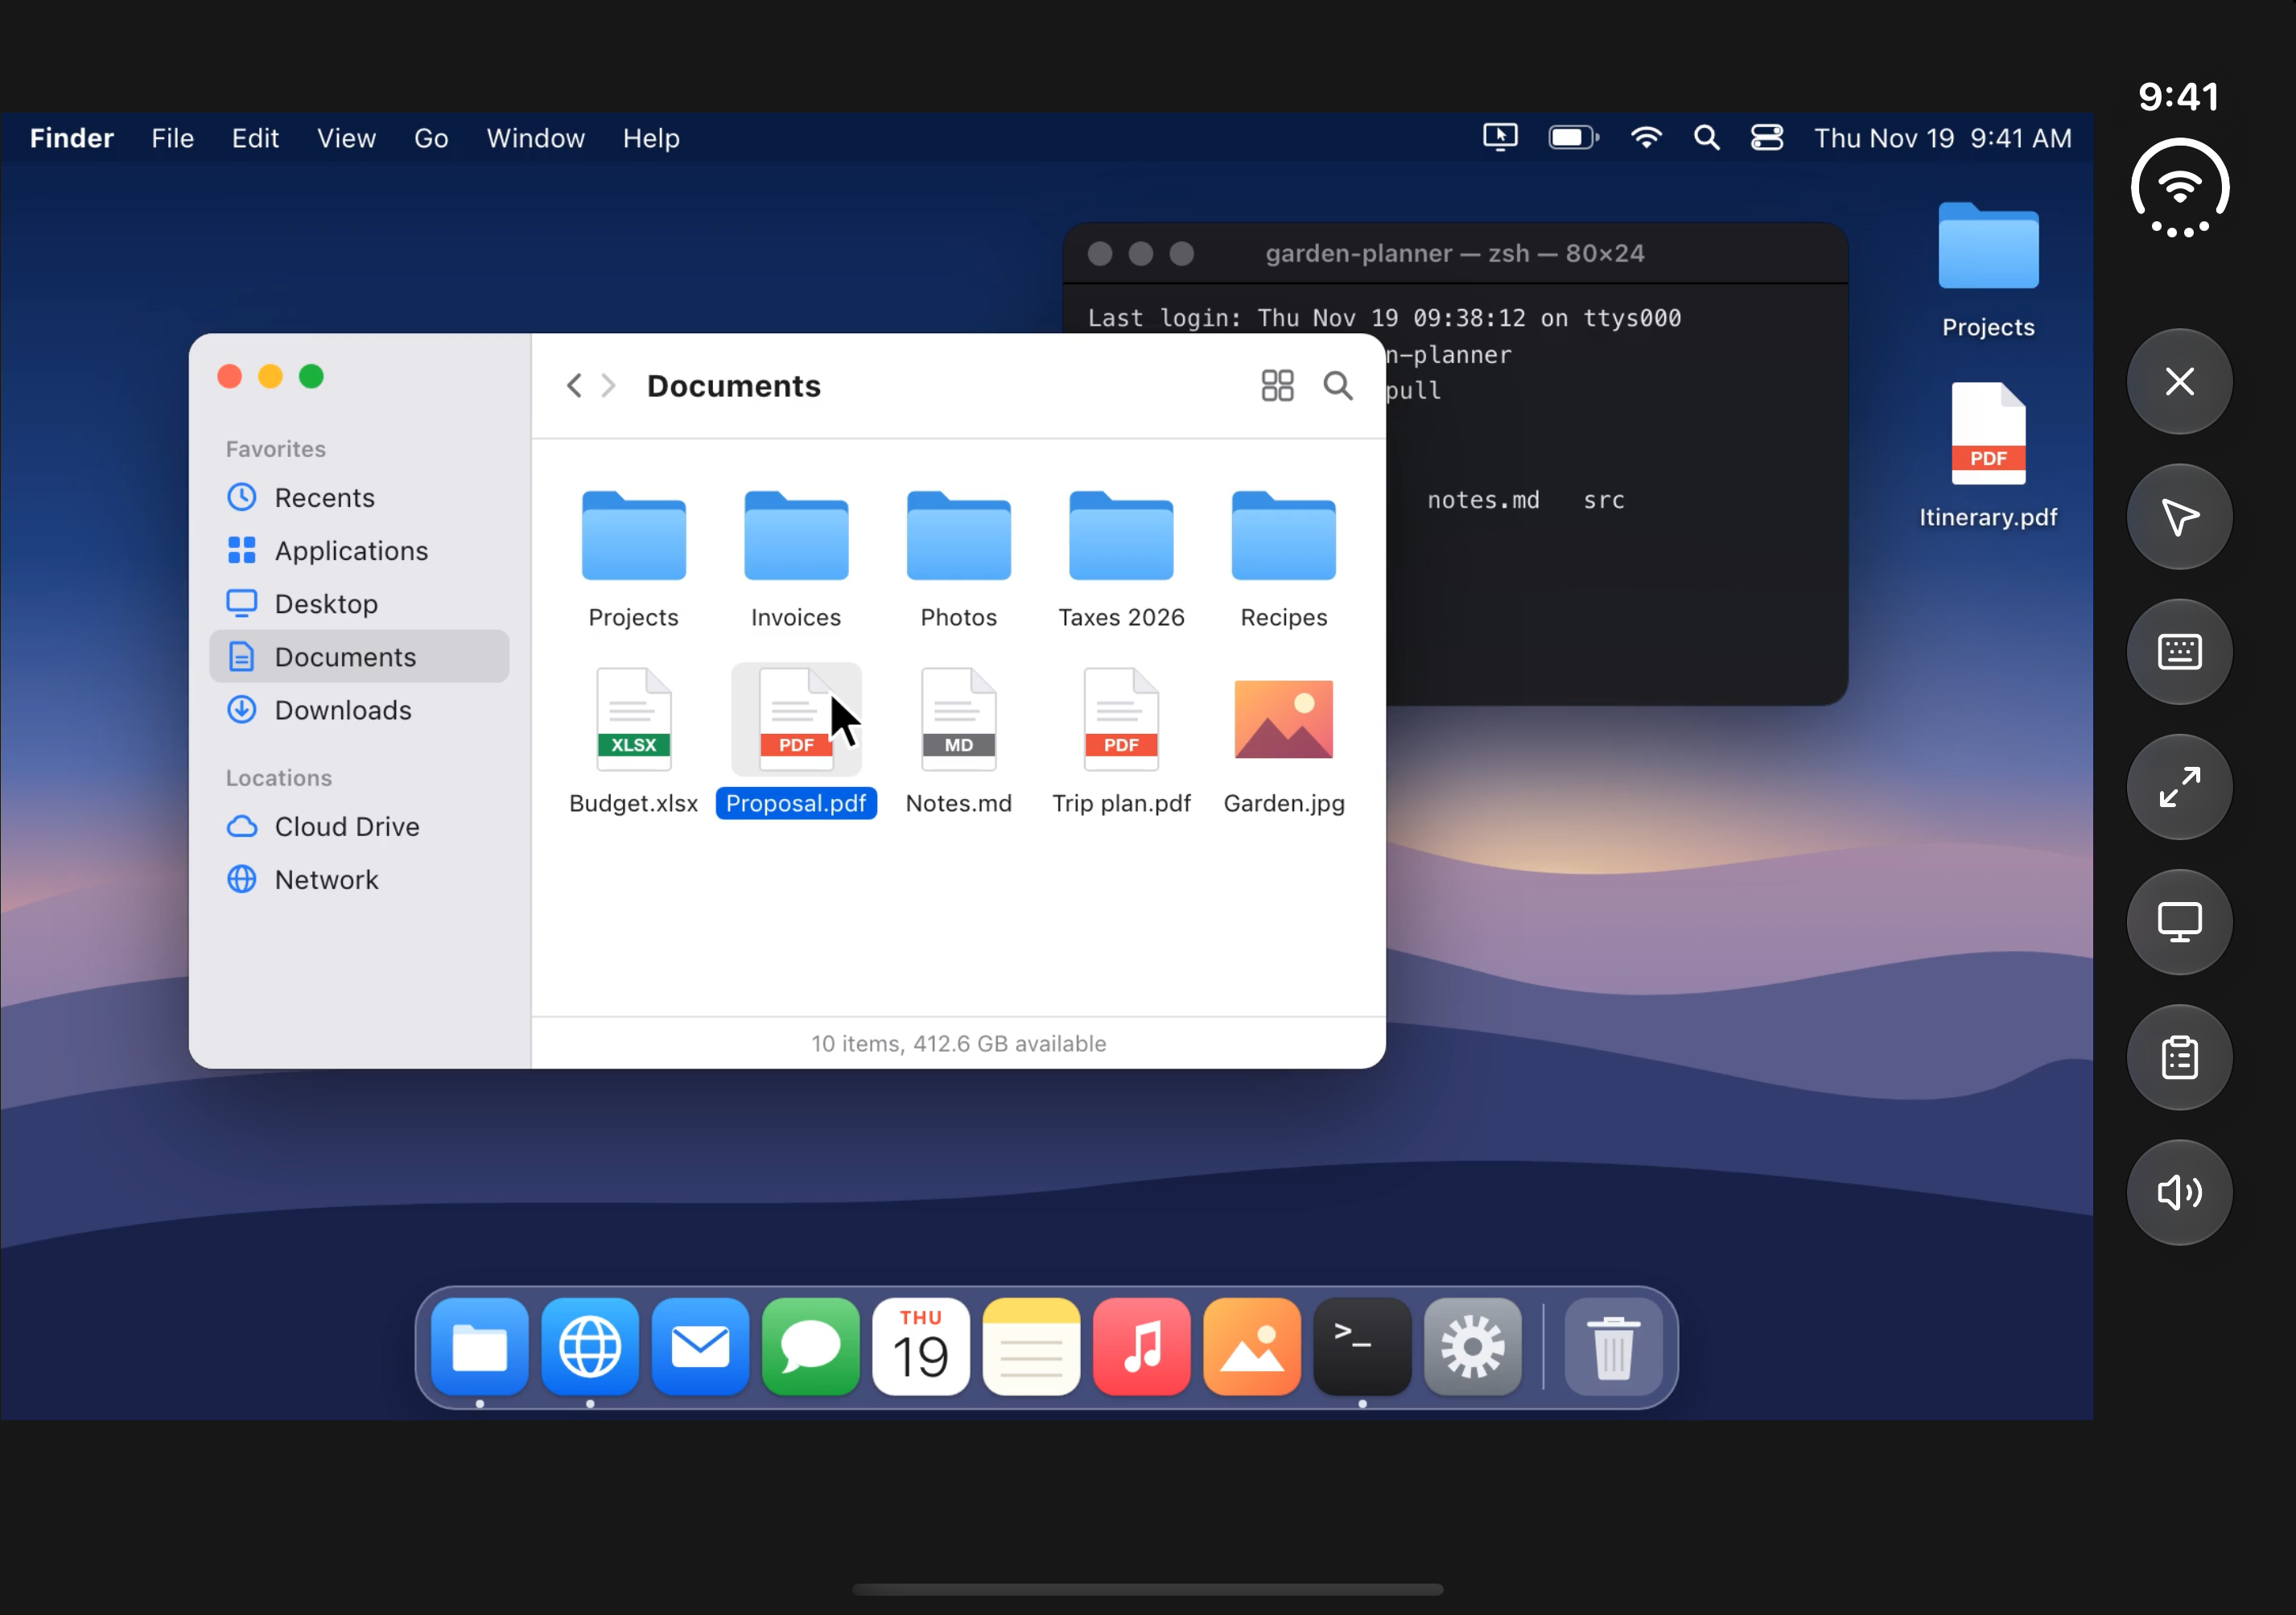 9:41
Finder File Edit View Go Window Help Thu Nov 19 9:41 AM
garden-planner — zsh — 80×24
Last login: Thu Nov 19 09:38:12 on ttys000
n-planner
pull
notes.md src
Projects
PDF
Itinerary.pdf
Documents
Favorites
Recents
Applications
Desktop
Documents
Downloads
Locations
Cloud Drive
Network
Projects Invoices Photos Taxes 2026 Recipes
XLSX PDF MD PDF
Budget.xlsx Proposal.pdf Notes.md Trip plan.pdf Garden.jpg
10 items, 412.6 GB available
THU
19
>_